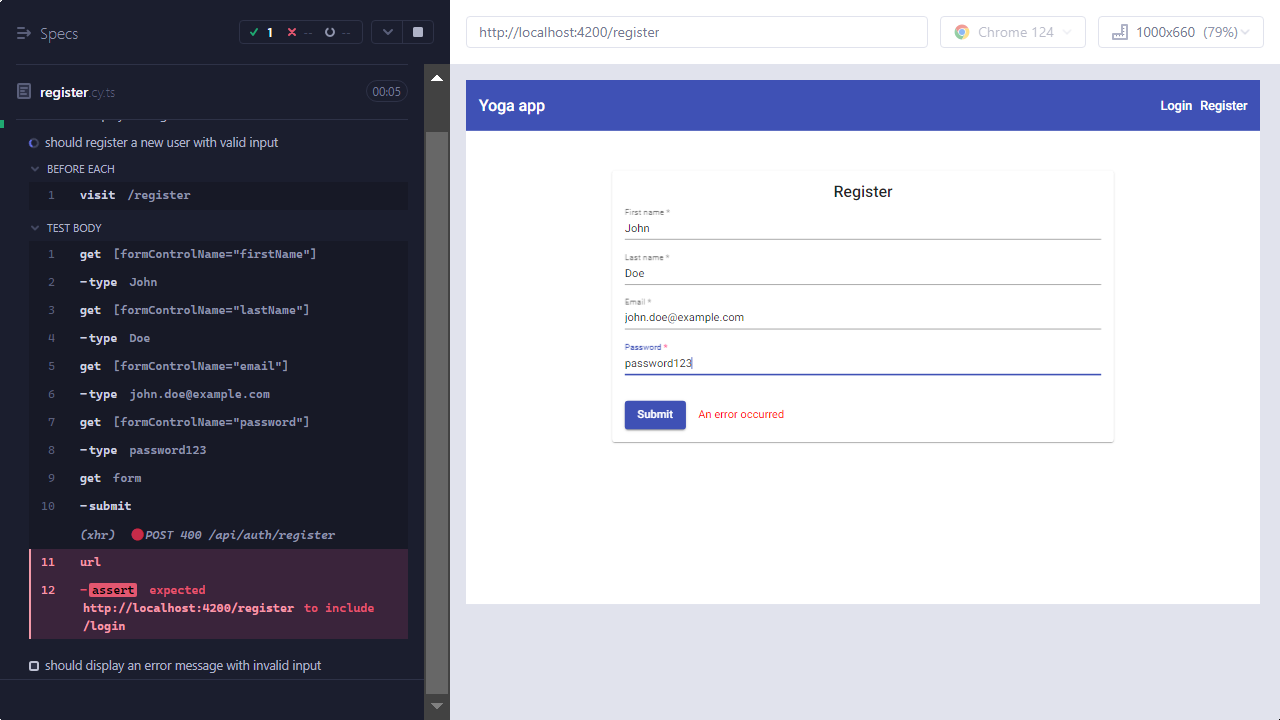 Specs
1
--
--
register.cy.ts
00:05
should register a new user with valid input
BEFORE EACH
1 visit /register
TEST BODY
1 get [formControlName="firstName"]
2 -type John
3 get [formControlName="lastName"]
4 -type Doe
5 get [formControlName="email"]
6 -type john.doe@example.com
7 get [formControlName="password"]
8 -type password123
9 get form
10 -submit
(xhr) POST 400 /api/auth/register
11 url
12 -assert expected
http://localhost:4200/register to include
/login
should display an error message with invalid input
http://localhost:4200/register
Chrome 124
1000x660 (79%)
Yoga app
Login Register
Register
First name *
John
Last name *
Doe
Email *
john.doe@example.com
Password *
password123
Submit
An error occurred